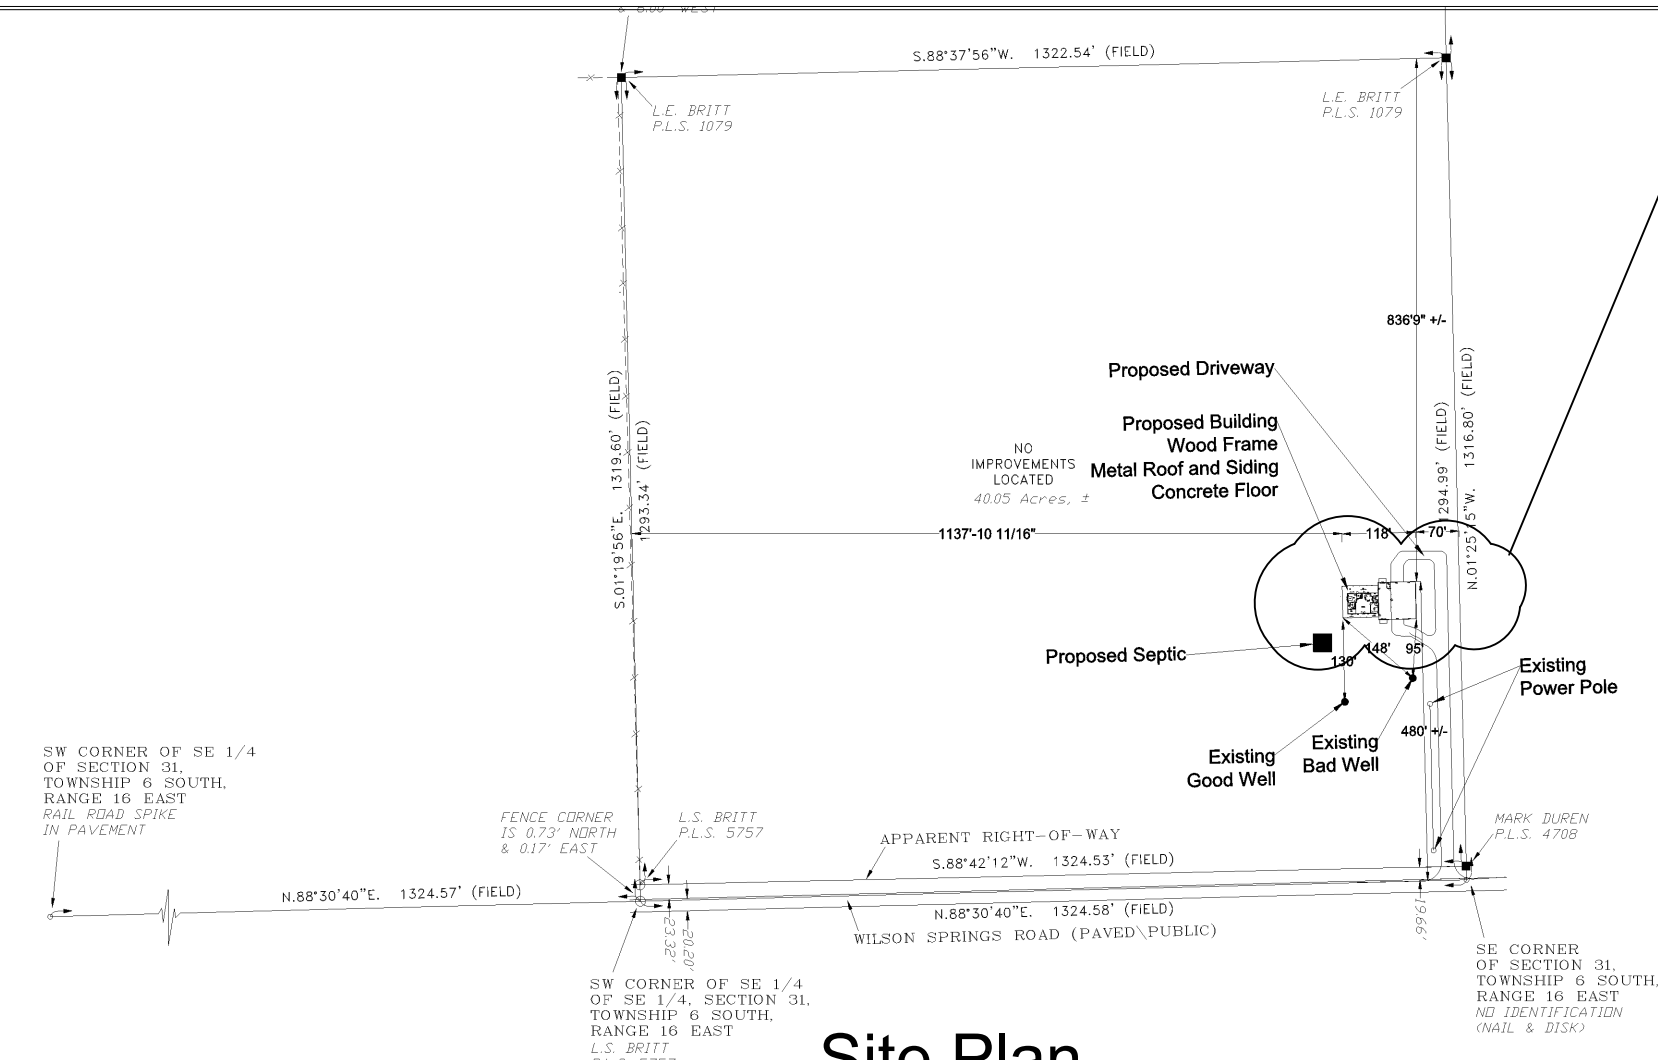 & 6.00' WEST
S.88°37'56"W. 1322.54' (FIELD)
L.E. BRITT
P.L.S. 1079
L.E. BRITT
P.L.S. 1079
836'9" +/-
Proposed Driveway
Proposed Building
Wood Frame
Metal Roof and Siding
Concrete Floor
NO
IMPROVEMENTS
LOCATED
40.05 Acres, ±
S.01°19'56"E. 1319.60' (FIELD)
1293.34' (FIELD)
1294.99' (FIELD)
N.01°25'15"W. 1316.80' (FIELD)
1137'-10 11/16"
118'
70'
Proposed Septic
130'
148'
95'
Existing
Power Pole
480' +/-
Existing
Good Well
Existing
Bad Well
SW CORNER OF SE 1/4
OF SECTION 31,
TOWNSHIP 6 SOUTH,
RANGE 16 EAST
RAIL ROAD SPIKE
IN PAVEMENT
FENCE CORNER
IS 0.73' NORTH
& 0.17' EAST
L.S. BRITT
P.L.S. 5757
APPARENT RIGHT-OF-WAY
S.88°42'12"W. 1324.53' (FIELD)
MARK DUREN
P.L.S. 4708
N.88°30'40"E. 1324.57' (FIELD)
N.88°30'40"E. 1324.58' (FIELD)
WILSON SPRINGS ROAD (PAVED\PUBLIC)
23.32'
20.20'
19.66'
SW CORNER OF SE 1/4
OF SE 1/4, SECTION 31,
TOWNSHIP 6 SOUTH,
RANGE 16 EAST
L.S. BRITT
P.L.S. 5757
SE CORNER
OF SECTION 31,
TOWNSHIP 6 SOUTH,
RANGE 16 EAST
NO IDENTIFICATION
(NAIL & DISK)
Site Plan